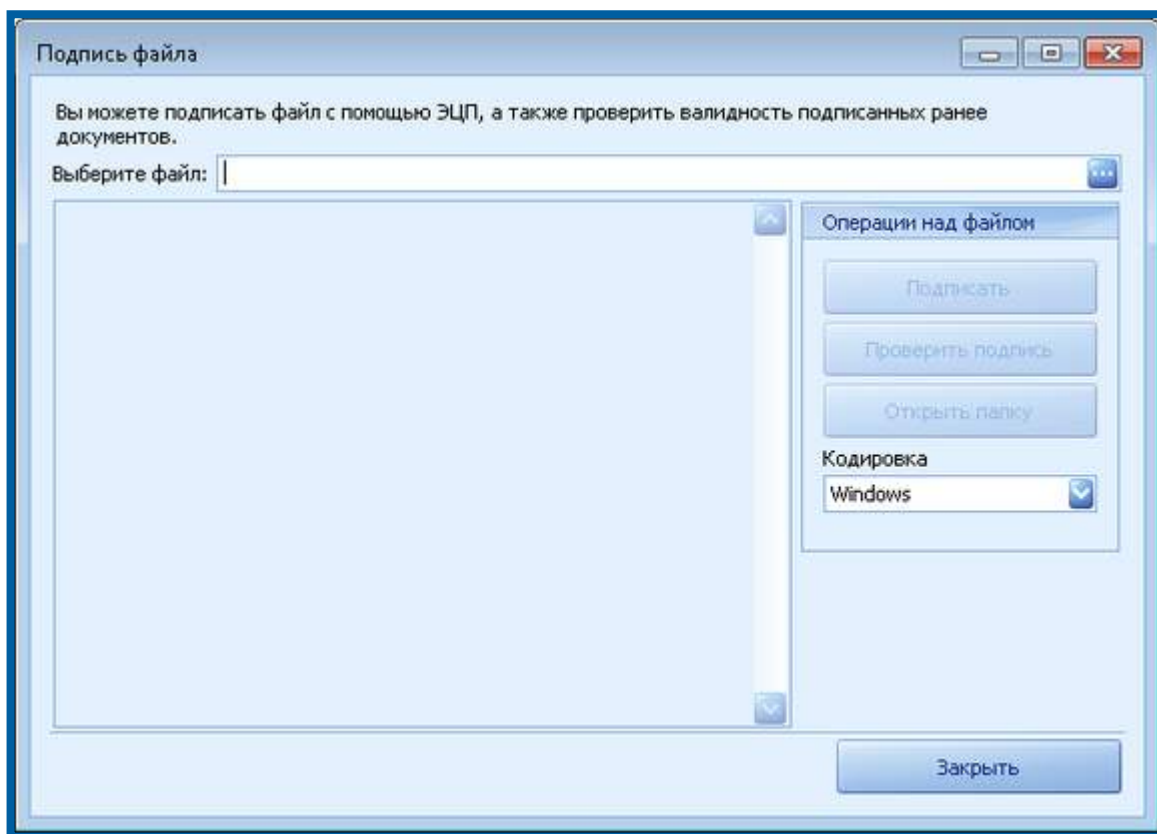 Подпись файла
Вы можете подписать файл с помощью ЭЦП, а также проверить валидность подписанных ранее
документов.
Выберите файл:
Операции над файлом
Подписать
Проверить подпись
Открыть папку
Кодировка
Windows
Закрыть